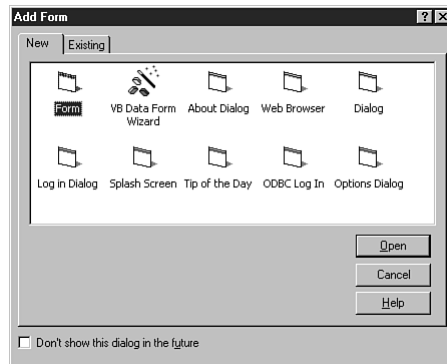 Add Form
New Existing
Form VB Data Form Wizard About Dialog Web Browser Dialog
Log in Dialog Splash Screen Tip of the Day ODBC Log In Options Dialog
Open
Cancel
Help
Don't show this dialog in the future